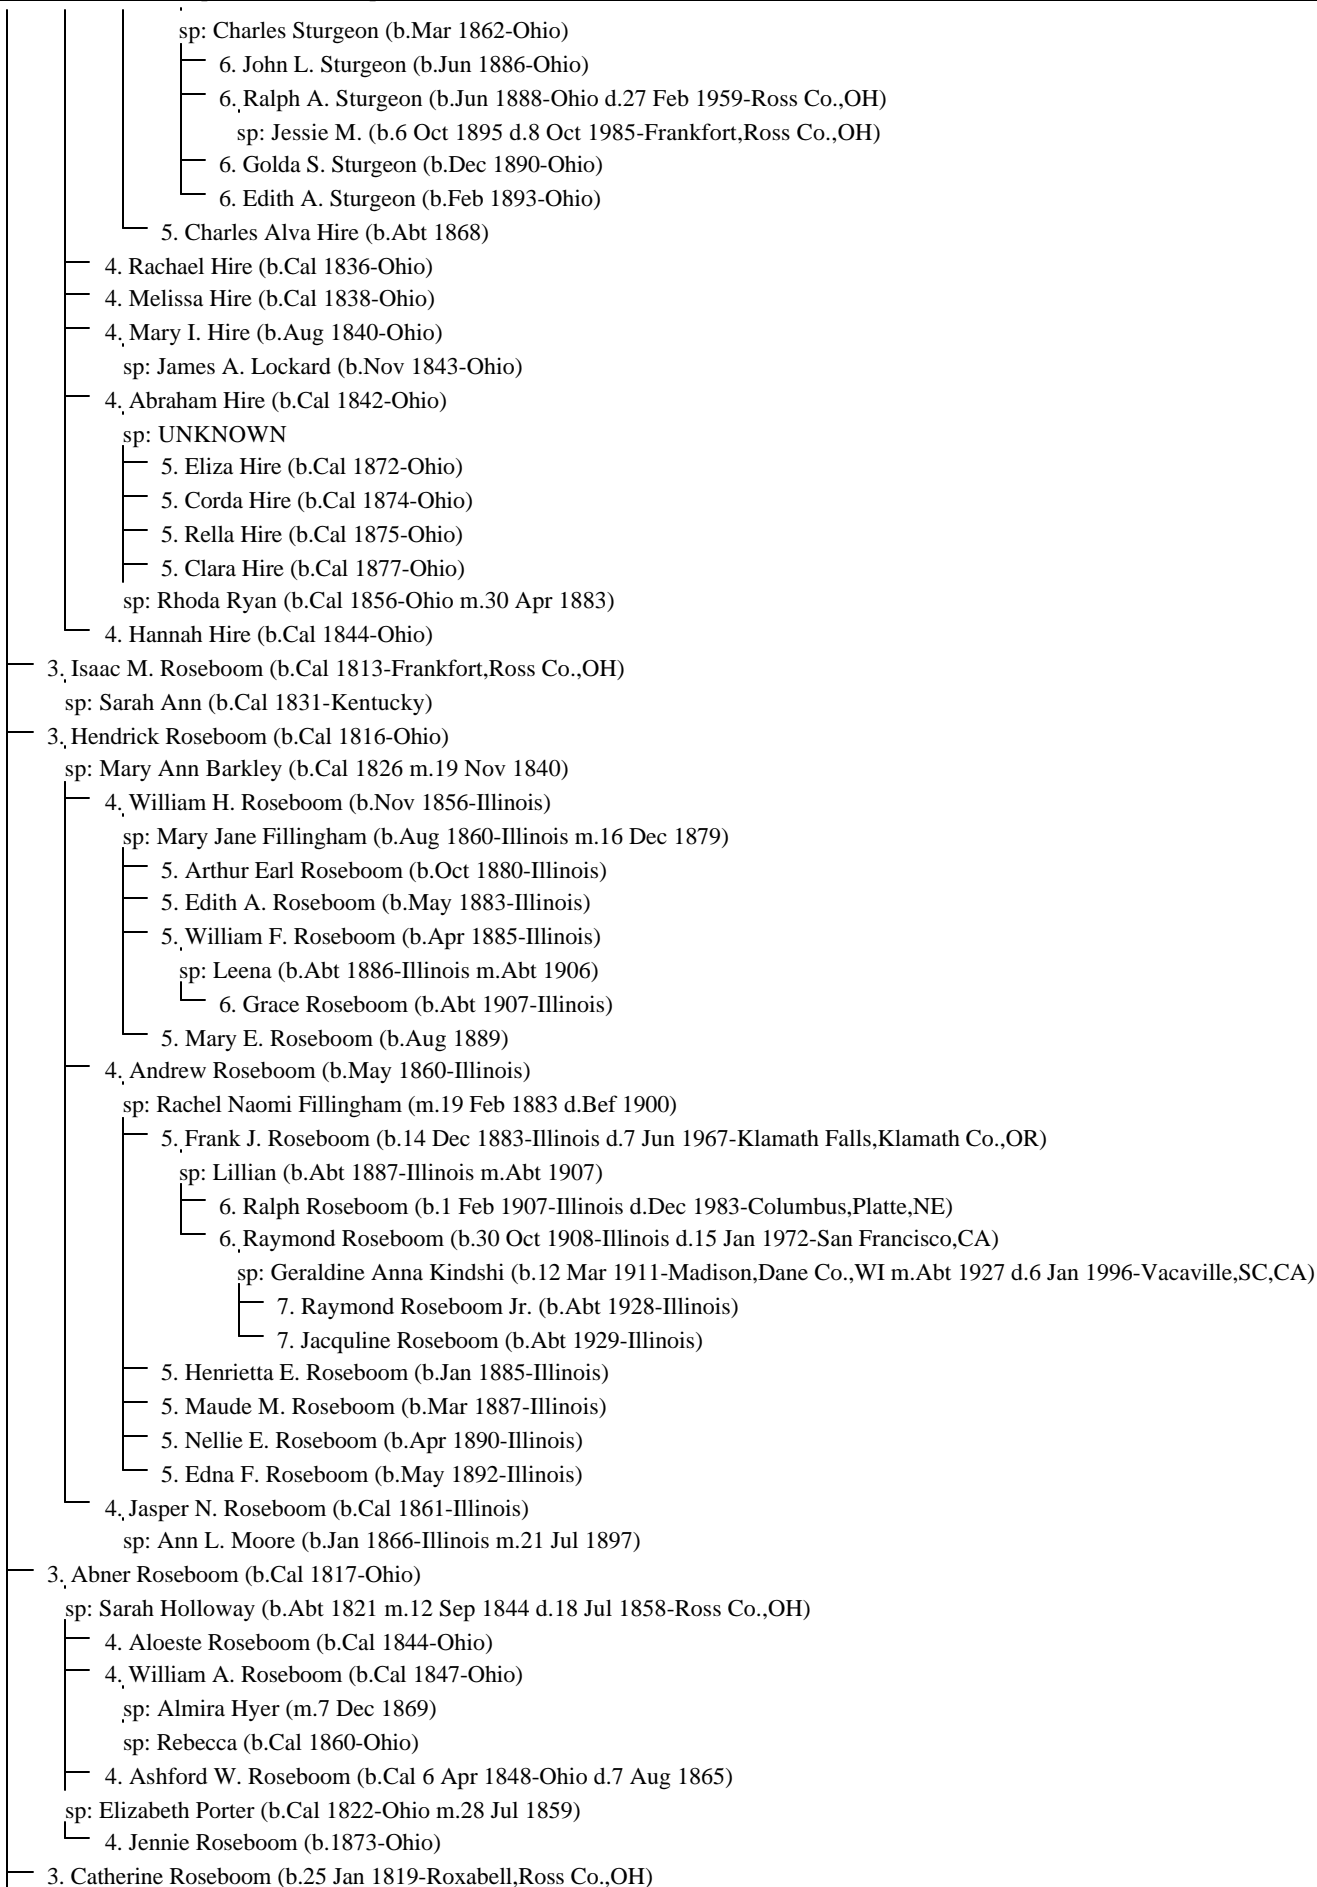 sp: Charles Sturgeon (b.Mar 1862-Ohio)
6. John L. Sturgeon (b.Jun 1886-Ohio)
6. Ralph A. Sturgeon (b.Jun 1888-Ohio d.27 Feb 1959-Ross Co.,OH)
sp: Jessie M. (b.6 Oct 1895 d.8 Oct 1985-Frankfort,Ross Co.,OH)
6. Golda S. Sturgeon (b.Dec 1890-Ohio)
6. Edith A. Sturgeon (b.Feb 1893-Ohio)
5. Charles Alva Hire (b.Abt 1868)
4. Rachael Hire (b.Cal 1836-Ohio)
4. Melissa Hire (b.Cal 1838-Ohio)
4. Mary I. Hire (b.Aug 1840-Ohio)
sp: James A. Lockard (b.Nov 1843-Ohio)
4. Abraham Hire (b.Cal 1842-Ohio)
sp: UNKNOWN
5. Eliza Hire (b.Cal 1872-Ohio)
5. Corda Hire (b.Cal 1874-Ohio)
5. Rella Hire (b.Cal 1875-Ohio)
5. Clara Hire (b.Cal 1877-Ohio)
sp: Rhoda Ryan (b.Cal 1856-Ohio m.30 Apr 1883)
4. Hannah Hire (b.Cal 1844-Ohio)
3. Isaac M. Roseboom (b.Cal 1813-Frankfort,Ross Co.,OH)
sp: Sarah Ann (b.Cal 1831-Kentucky)
3. Hendrick Roseboom (b.Cal 1816-Ohio)
sp: Mary Ann Barkley (b.Cal 1826 m.19 Nov 1840)
4. William H. Roseboom (b.Nov 1856-Illinois)
sp: Mary Jane Fillingham (b.Aug 1860-Illinois m.16 Dec 1879)
5. Arthur Earl Roseboom (b.Oct 1880-Illinois)
5. Edith A. Roseboom (b.May 1883-Illinois)
5. William F. Roseboom (b.Apr 1885-Illinois)
sp: Leena (b.Abt 1886-Illinois m.Abt 1906)
6. Grace Roseboom (b.Abt 1907-Illinois)
5. Mary E. Roseboom (b.Aug 1889)
4. Andrew Roseboom (b.May 1860-Illinois)
sp: Rachel Naomi Fillingham (m.19 Feb 1883 d.Bef 1900)
5. Frank J. Roseboom (b.14 Dec 1883-Illinois d.7 Jun 1967-Klamath Falls,Klamath Co.,OR)
sp: Lillian (b.Abt 1887-Illinois m.Abt 1907)
6. Ralph Roseboom (b.1 Feb 1907-Illinois d.Dec 1983-Columbus,Platte,NE)
6. Raymond Roseboom (b.30 Oct 1908-Illinois d.15 Jan 1972-San Francisco,CA)
sp: Geraldine Anna Kindshi (b.12 Mar 1911-Madison,Dane Co.,WI m.Abt 1927 d.6 Jan 1996-Vacaville,SC,CA)
7. Raymond Roseboom Jr. (b.Abt 1928-Illinois)
7. Jacquline Roseboom (b.Abt 1929-Illinois)
5. Henrietta E. Roseboom (b.Jan 1885-Illinois)
5. Maude M. Roseboom (b.Mar 1887-Illinois)
5. Nellie E. Roseboom (b.Apr 1890-Illinois)
5. Edna F. Roseboom (b.May 1892-Illinois)
4. Jasper N. Roseboom (b.Cal 1861-Illinois)
sp: Ann L. Moore (b.Jan 1866-Illinois m.21 Jul 1897)
3. Abner Roseboom (b.Cal 1817-Ohio)
sp: Sarah Holloway (b.Abt 1821 m.12 Sep 1844 d.18 Jul 1858-Ross Co.,OH)
4. Aloeste Roseboom (b.Cal 1844-Ohio)
4. William A. Roseboom (b.Cal 1847-Ohio)
sp: Almira Hyer (m.7 Dec 1869)
sp: Rebecca (b.Cal 1860-Ohio)
4. Ashford W. Roseboom (b.Cal 6 Apr 1848-Ohio d.7 Aug 1865)
sp: Elizabeth Porter (b.Cal 1822-Ohio m.28 Jul 1859)
4. Jennie Roseboom (b.1873-Ohio)
3. Catherine Roseboom (b.25 Jan 1819-Roxabell,Ross Co.,OH)